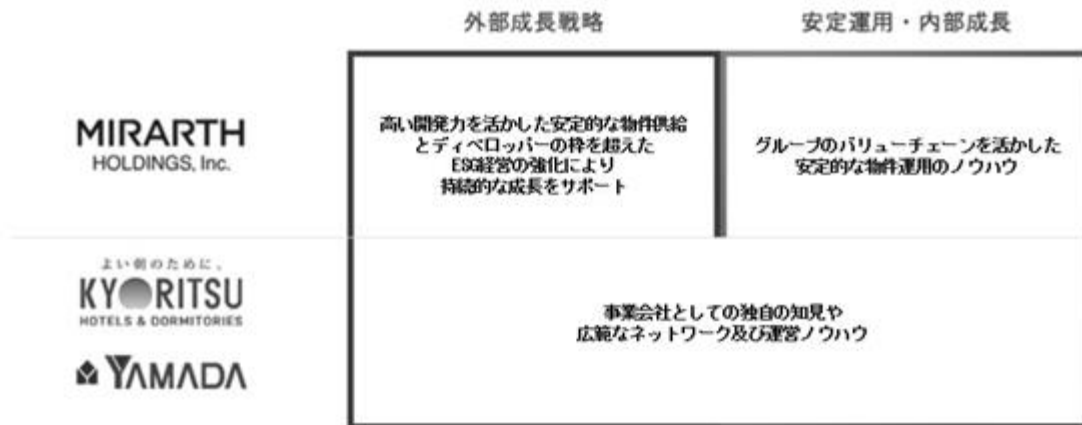 外部成長戦略
安定運用・内部成長
MIRARTH
HOLDINGS, Inc.
高い開発力を活かした安定的な物件供給
とディベロッパーの枠を超えた
ESG経営の強化により
持続的な成長をサポート
グループのバリューチェーンを活かした
安定的な物件運用のノウハウ
よい朝のために。
KYORITSU
HOTELS & DORMITORIES
YAMADA
事業会社としての独自の知見や
広範なネットワーク及び運営ノウハウ